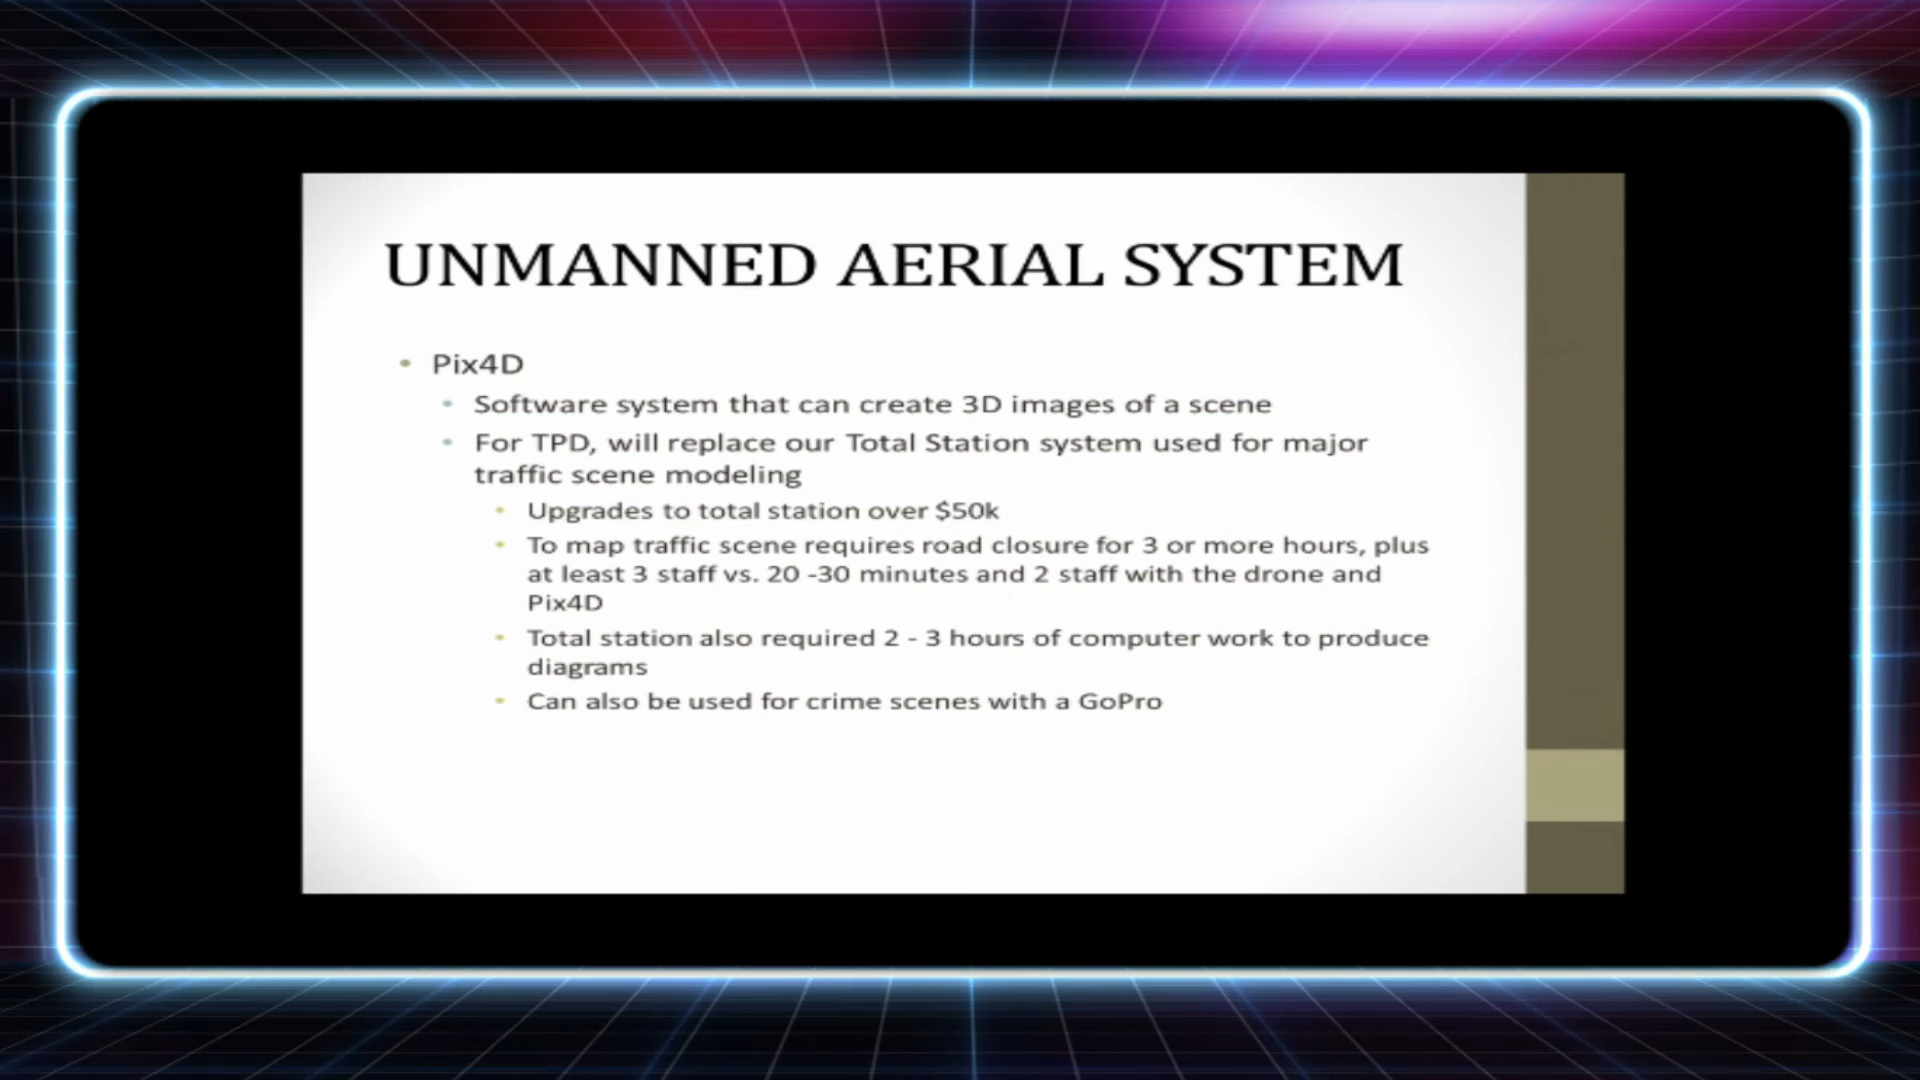 UNMANNED AERIAL SYSTEM
• Pix4D
• Software system that can create 3D images of a scene
• For TPD, will replace our Total Station system used for major
traffic scene modeling
• Upgrades to total station over $50k
• To map traffic scene requires road closure for 3 or more hours, plus
at least 3 staff vs. 20 -30 minutes and 2 staff with the drone and
Pix4D
• Total station also required 2 - 3 hours of computer work to produce
diagrams
• Can also be used for crime scenes with a GoPro